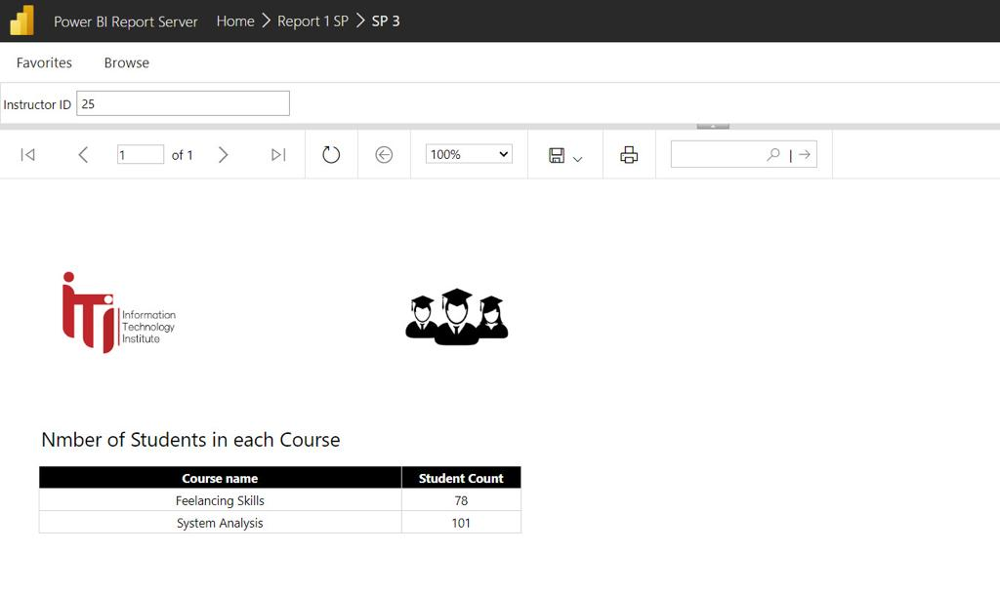 Power BI Report Server Home > Report 1 SP > SP 3
Favorites Browse
Instructor ID 25
1 of 1 100%
Information
Technology
Institute
Nmber of Students in each Course
Course name Student Count
Feelancing Skills 78
System Analysis 101